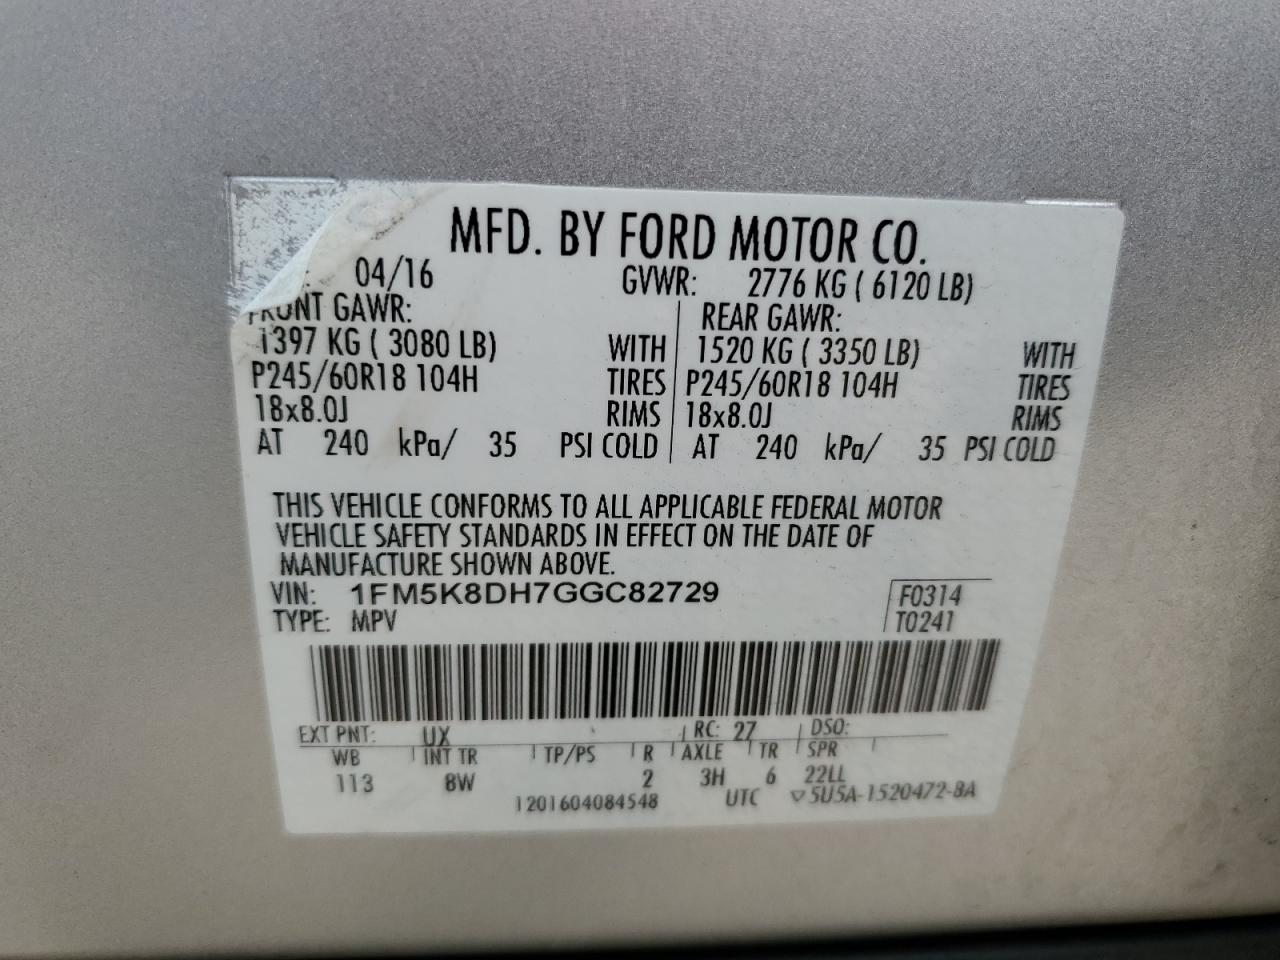 MFD. BY FORD MOTOR CO.
04/16 GVWR: 2776 KG ( 6120 LB)
FRONT GAWR: REAR GAWR:
1397 KG ( 3080 LB) WITH 1520 KG ( 3350 LB) WITH
P245/60R18 104H TIRES P245/60R18 104H TIRES
18x8.0J RIMS 18x8.0J RIMS
AT 240 kPa/ 35 PSI COLD AT 240 kPa/ 35 PSI COLD
THIS VEHICLE CONFORMS TO ALL APPLICABLE FEDERAL MOTOR
VEHICLE SAFETY STANDARDS IN EFFECT ON THE DATE OF
MANUFACTURE SHOWN ABOVE.
VIN: 1FM5K8DH7GGC82729 F0314
TYPE: MPV T0241
EXT PNT: UX RC: 27 DSO:
WB INT TR TP/PS R AXLE TR SPR
113 8W 2 3H 6 22LL
1201604084548 UTC ▽5U5A-1520472-BA